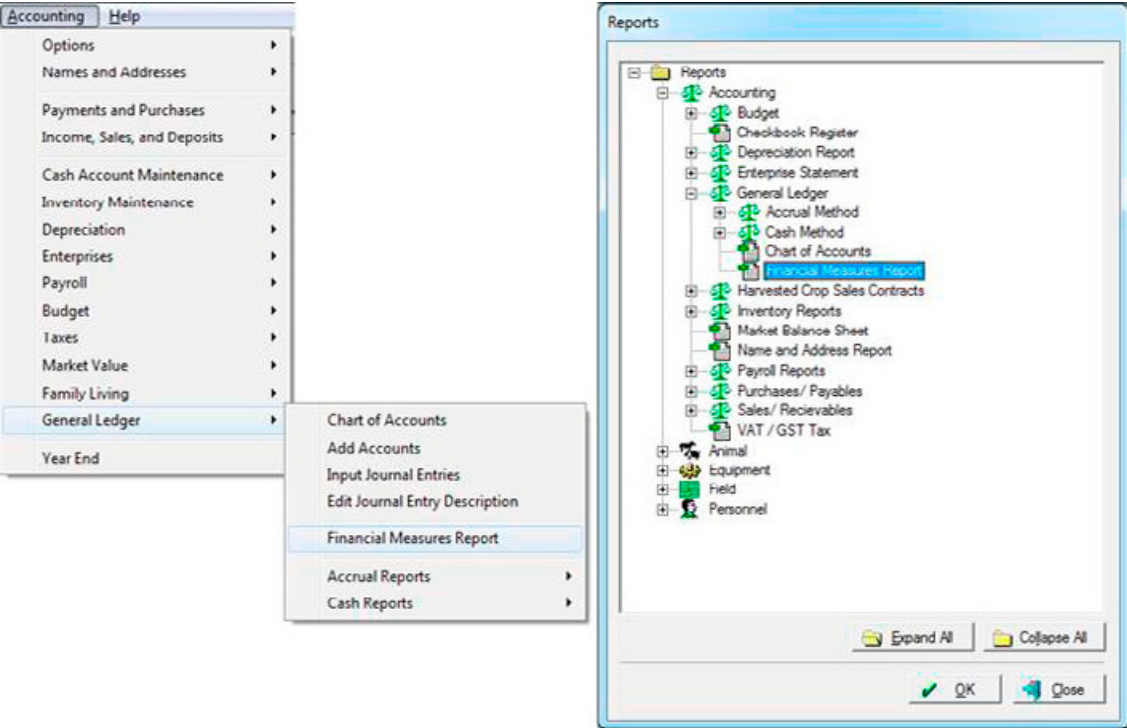 Accounting Help
Options
Names and Addresses
Payments and Purchases
Income, Sales, and Deposits
Cash Account Maintenance
Inventory Maintenance
Depreciation
Enterprises
Payroll
Budget
Taxes
Market Value
Family Living
General Ledger
Year End
Chart of Accounts
Add Accounts
Input Journal Entries
Edit Journal Entry Description
Financial Measures Report
Accrual Reports
Cash Reports
Reports
Reports
Accounting
Budget
Checkbook Register
Depreciation Report
Enterprise Statement
General Ledger
Accrual Method
Cash Method
Chart of Accounts
Financial Measures Report
Harvested Crop Sales Contracts
Inventory Reports
Market Balance Sheet
Name and Address Report
Payroll Reports
Purchases/ Payables
Sales/ Recievables
VAT / GST Tax
Animal
Equipment
Field
Personnel
Expand All Collapse All
OK Close